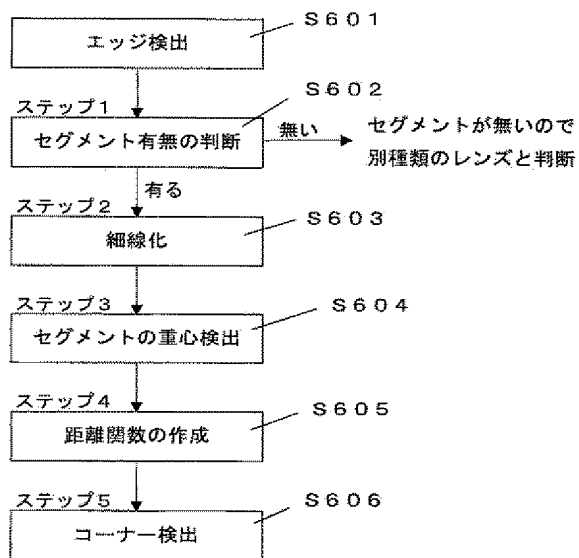 S601
エッジ検出
S602
ステップ1
セグメント有無の判断
無い
セグメントが無いので
別種類のレンズと判断
有る
ステップ2
S603
細線化
ステップ3
S604
セグメントの重心検出
ステップ4
S605
距離関数の作成
ステップ5
S606
コーナー検出